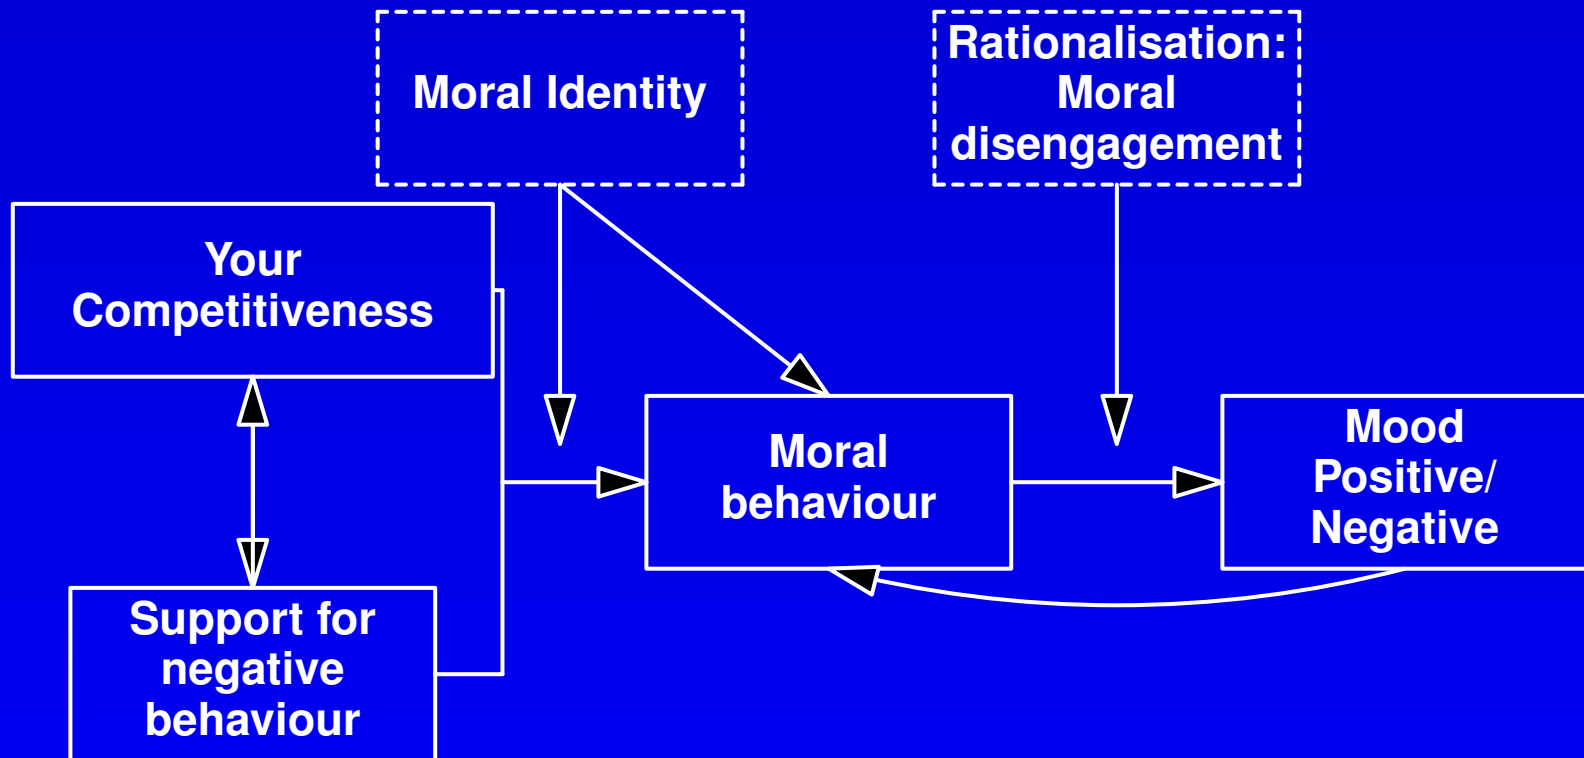 Moral Identity
Rationalisation:
Moral
disengagement
Your
Competitiveness
Moral
behaviour
Mood
Positive/
Negative
Support for
negative
behaviour